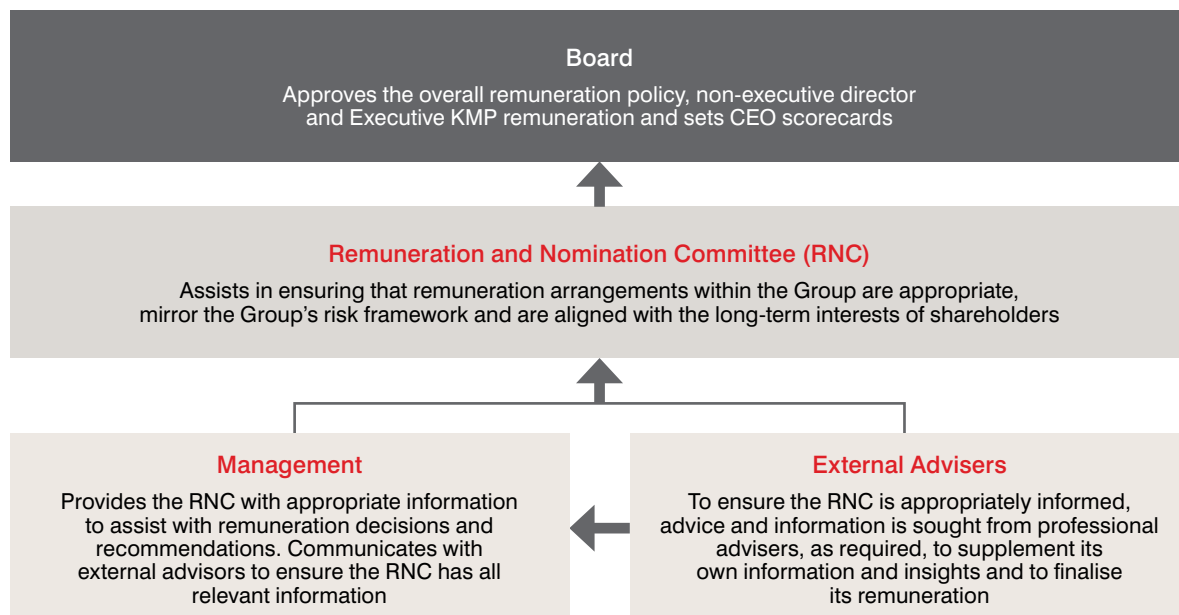 Board
Approves the overall remuneration policy, non-executive director
and Executive KMP remuneration and sets CEO scorecards
Remuneration and Nomination Committee (RNC)
Assists in ensuring that remuneration arrangements within the Group are appropriate,
mirror the Group's risk framework and are aligned with the long-term interests of shareholders
Management
Provides the RNC with appropriate information
to assist with remuneration decisions and
recommendations. Communicates with
external advisors to ensure the RNC has all
relevant information
External Advisers
To ensure the RNC is appropriately informed,
advice and information is sought from professional
advisers, as required, to supplement its
own information and insights and to finalise
its remuneration